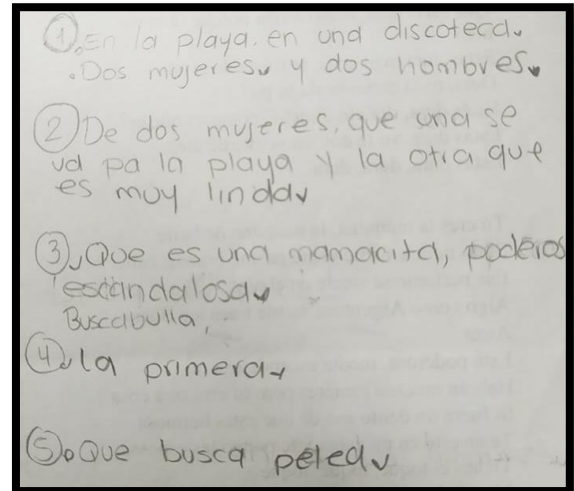 ①. En la playa. en una discoteca.
. Dos mujeres. y dos hombres.
② De dos mujeres, que una se
va pa la playa y la otra que
es muy linda.
③. Que es una mamacita, poderos
escandalosa.
Buscabulla,
④. la primera.
⑤. Que busca pelea.